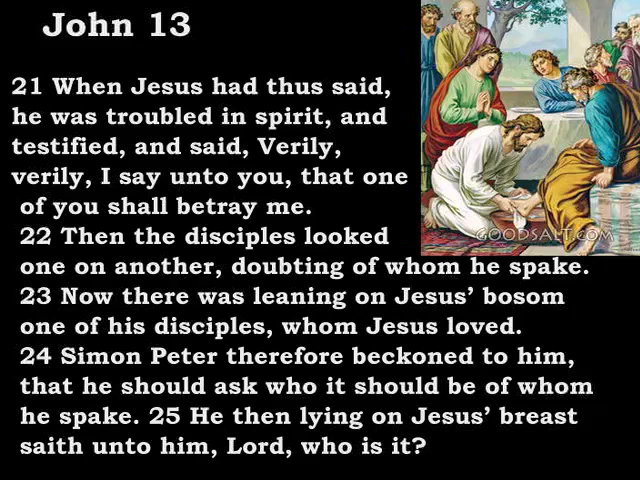 John 13
21 When Jesus had thus said,
he was troubled in spirit, and
testified, and said, Verily,
verily, I say unto you, that one
of you shall betray me.
22 Then the disciples looked
one on another, doubting of whom he spake.
23 Now there was leaning on Jesus’ bosom
one of his disciples, whom Jesus loved.
24 Simon Peter therefore beckoned to him,
that he should ask who it should be of whom
he spake. 25 He then lying on Jesus’ breast
saith unto him, Lord, who is it?
GOODSALT.COM